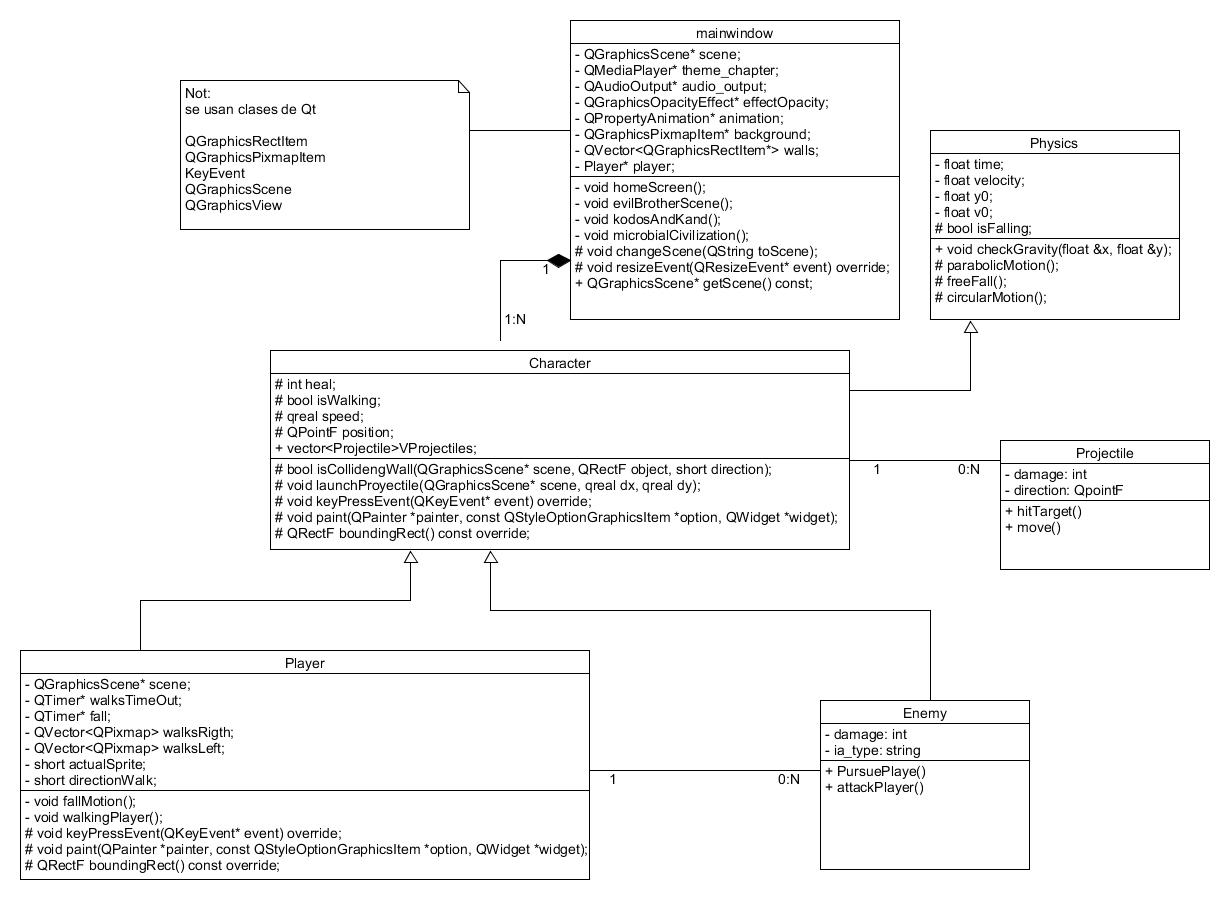 mainwindow
- QGraphicsScene* scene;
- QMediaPlayer* theme_chapter;
- QAudioOutput* audio_output;
- QGraphicsOpacityEffect* effectOpacity;
- QPropertyAnimation* animation;
- QGraphicsPixmapItem* background;
- QVector<QGraphicsRectItem*> walls;
- Player* player;
- void homeScreen();
- void evilBrotherScene();
- void kodosAndKand();
- void microbialCivilization();
# void changeScene(QString toScene);
# void resizeEvent(QResizeEvent* event) override;
+ QGraphicsScene* getScene() const;
Not:
se usan clases de Qt
QGraphicsRectItem
QGraphicsPixmapItem
KeyEvent
QGraphicsScene
QGraphicsView
Physics
- float time;
- float velocity;
- float y0;
- float v0;
# bool isFalling;
+ void checkGravity(float &x, float &y);
# parabolicMotion();
# freeFall();
# circularMotion();
1
1:N
Character
# int heal;
# bool isWalking;
# qreal speed;
# QPointF position;
+ vector<Projectile>VProjectiles;
# bool isCollidengWall(QGraphicsScene* scene, QRectF object, short direction);
# void launchProyectile(QGraphicsScene* scene, qreal dx, qreal dy);
# void keyPressEvent(QKeyEvent* event) override;
# void paint(QPainter *painter, const QStyleOptionGraphicsItem *option, QWidget *widget);
# QRectF boundingRect() const override;
1
0:N
Projectile
- damage: int
- direction: QpointF
+ hitTarget()
+ move()
Player
- QGraphicsScene* scene;
- QTimer* walksTimeOut;
- QTimer* fall;
- QVector<QPixmap> walksRigth;
- QVector<QPixmap> walksLeft;
- short actualSprite;
- short directionWalk;
- void fallMotion();
- void walkingPlayer();
# void keyPressEvent(QKeyEvent* event) override;
# void paint(QPainter *painter, const QStyleOptionGraphicsItem *option, QWidget *widget);
# QRectF boundingRect() const override;
1
0:N
Enemy
- damage: int
- ia_type: string
+ PursuePlaye()
+ attackPlayer()